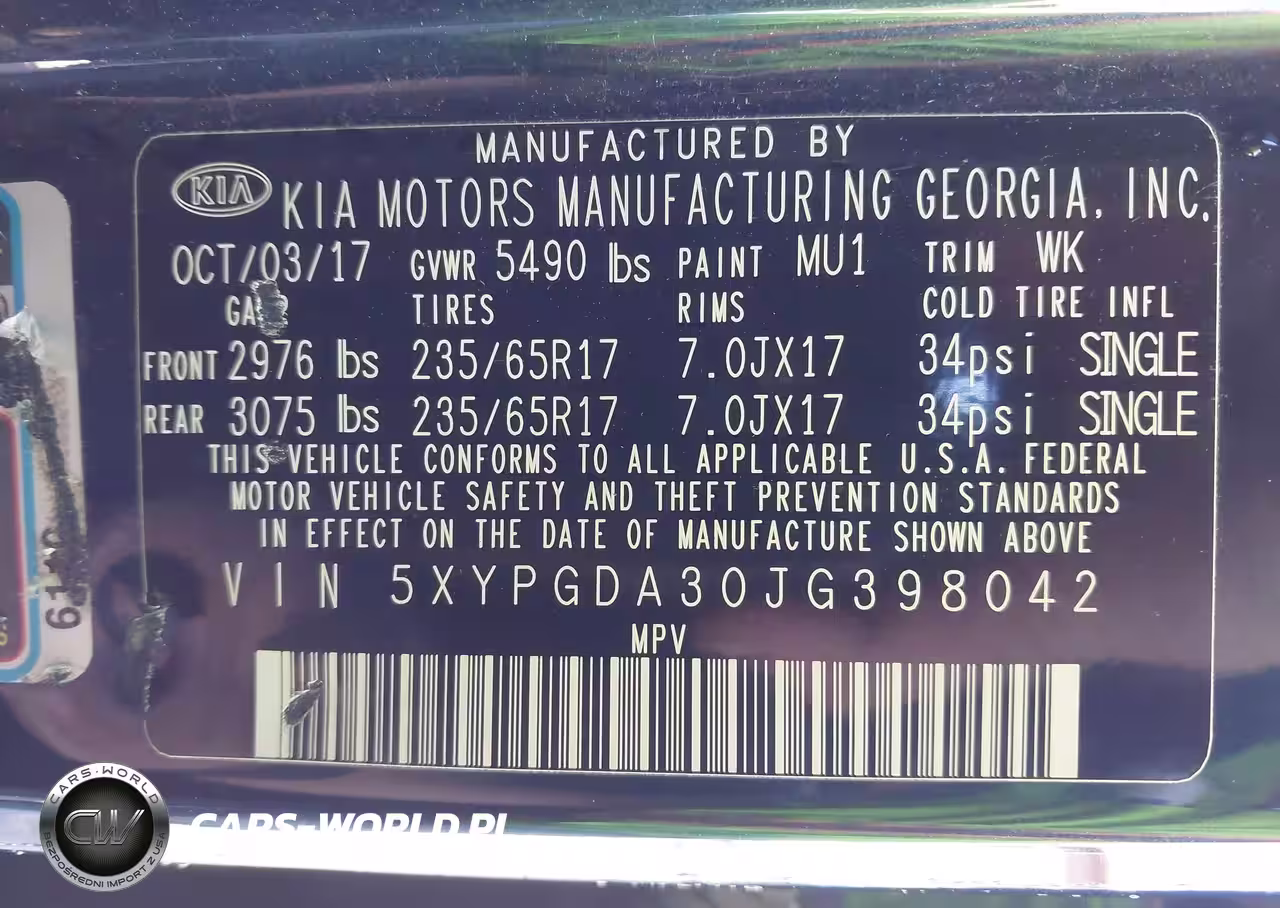 MANUFACTURED BY
KIA KIA MOTORS MANUFACTURING GEORGIA, INC.
OCT/03/17 GVWR 5490 lbs PAINT MU1 TRIM WK
TIRES RIMS COLD TIRE INFL
FRONT 2976 lbs 235/65R17 7.0JX17 34psi SINGLE
REAR 3075 lbs 235/65R17 7.0JX17 34psi SINGLE
THIS VEHICLE CONFORMS TO ALL APPLICABLE U.S.A. FEDERAL
MOTOR VEHICLE SAFETY AND THEFT PREVENTION STANDARDS
IN EFFECT ON THE DATE OF MANUFACTURE SHOWN ABOVE
VIN 5XYPGDA30JG398042
MPV
CARS-WORLD
CW
BEZPOŚREDNI IMPORT Z USA
CARS-WORLD.PL